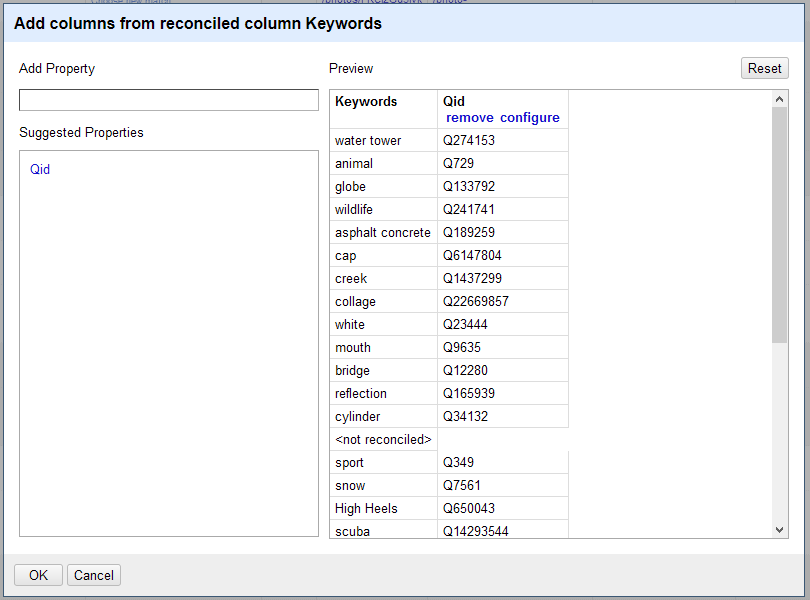 Add columns from reconciled column Keywords
Add Property
Suggested Properties
Qid
Preview
Reset
Keywords Qid
remove configure
water tower Q274153
animal Q729
globe Q133792
wildlife Q241741
asphalt concrete Q189259
cap Q6147804
creek Q1437299
collage Q22669857
white Q23444
mouth Q9635
bridge Q12280
reflection Q165939
cylinder Q34132
<not reconciled>
sport Q349
snow Q7561
High Heels Q650043
scuba Q14293544
OK Cancel